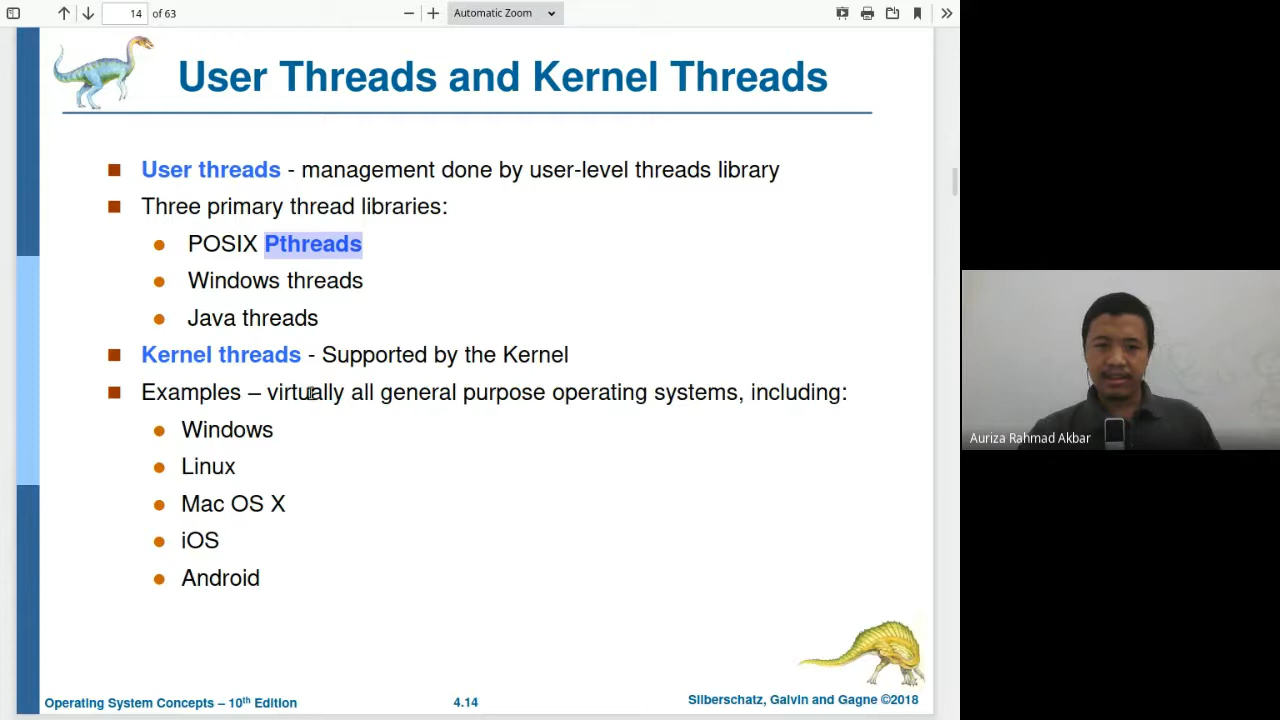 14 of 63
Automatic Zoom
User Threads and Kernel Threads
User threads - management done by user-level threads library
Three primary thread libraries:
POSIX Pthreads
Windows threads
Java threads
Kernel threads - Supported by the Kernel
Examples – virtually all general purpose operating systems, including:
Windows
Linux
Mac OS X
iOS
Android
Operating System Concepts – 10th Edition
4.14
Silberschatz, Galvin and Gagne ©2018
Auriza Rahmad Akbar